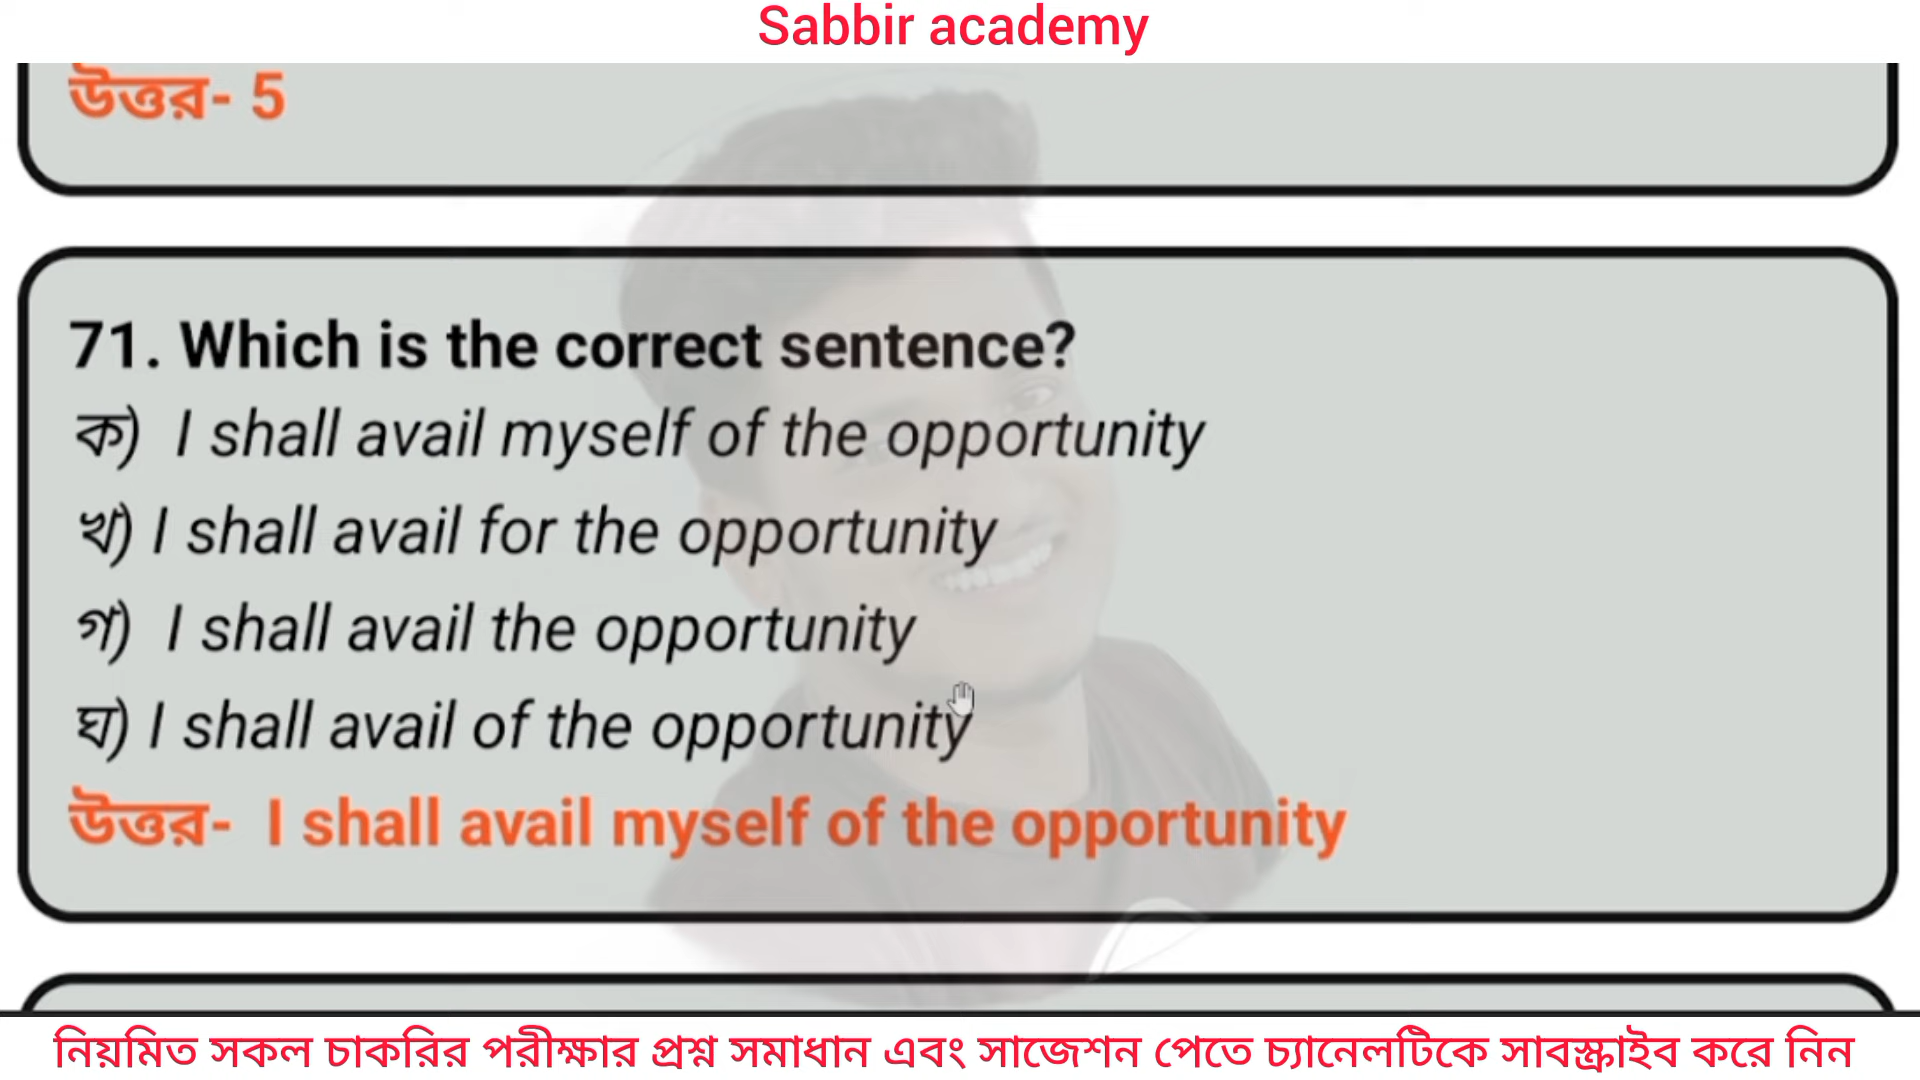 Sabbir academy
উত্তর- 5
71. Which is the correct sentence?
ক) I shall avail myself of the opportunity
খ) I shall avail for the opportunity
গ) I shall avail the opportunity
ঘ) I shall avail of the opportunity
উত্তর- I shall avail myself of the opportunity
নিয়মিত সকল চাকরির পরীক্ষার প্রশ্ন সমাধান এবং সাজেশন পেতে চ্যানেলটিকে সাবস্ক্রাইব করে নিন